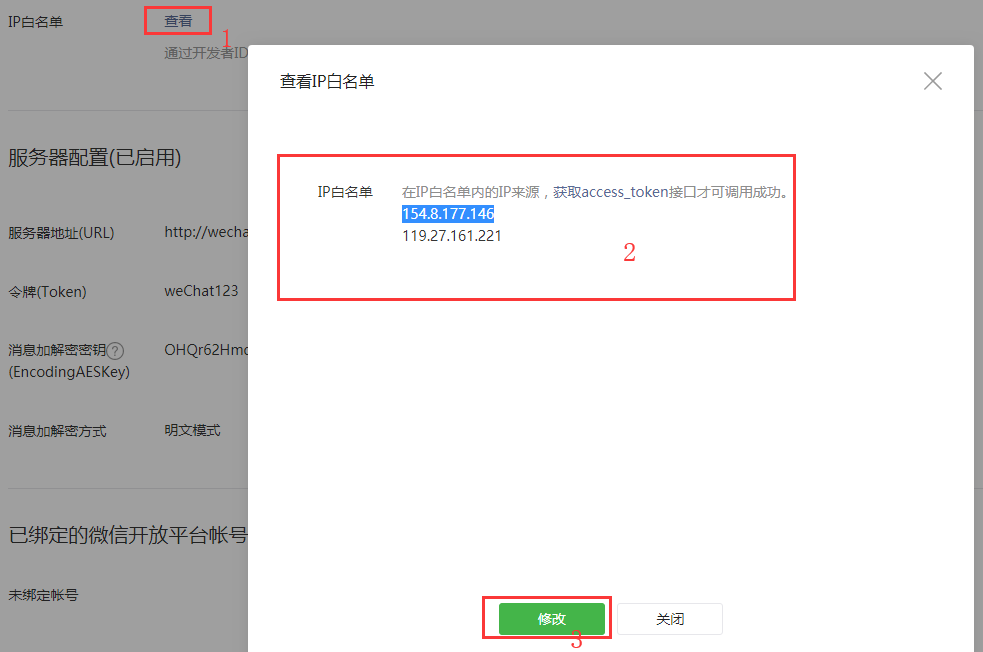 IP白名单 查看
1
通过开发者ID
查看IP白名单
服务器配置(已启用)
IP白名单 在IP白名单内的IP来源，获取access_token接口才可调用成功。
154.8.177.146
服务器地址(URL) http://wecha
119.27.161.221
2
令牌(Token) weChat123
消息加解密密钥? OHQr62Hm
(EncodingAESKey)
消息加解密方式 明文模式
已绑定的微信开放平台帐号
未绑定帐号
修改 关闭
3